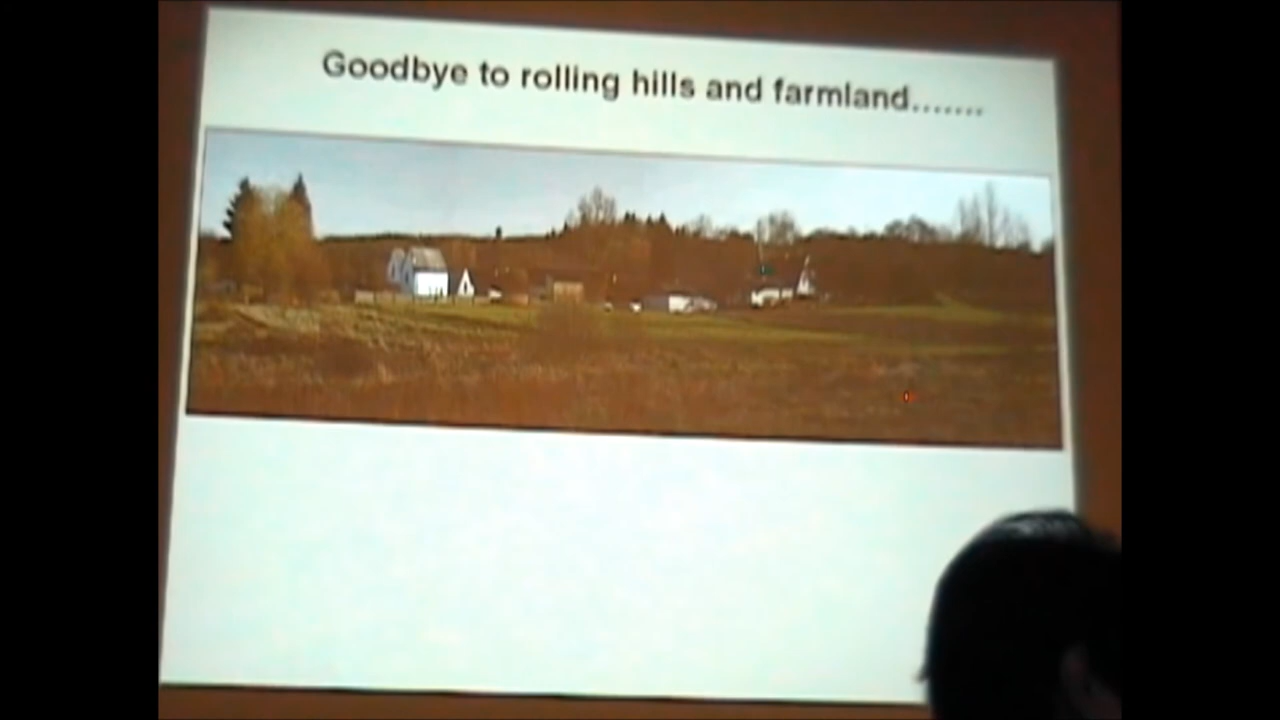 Goodbye to rolling hills and farmland.......